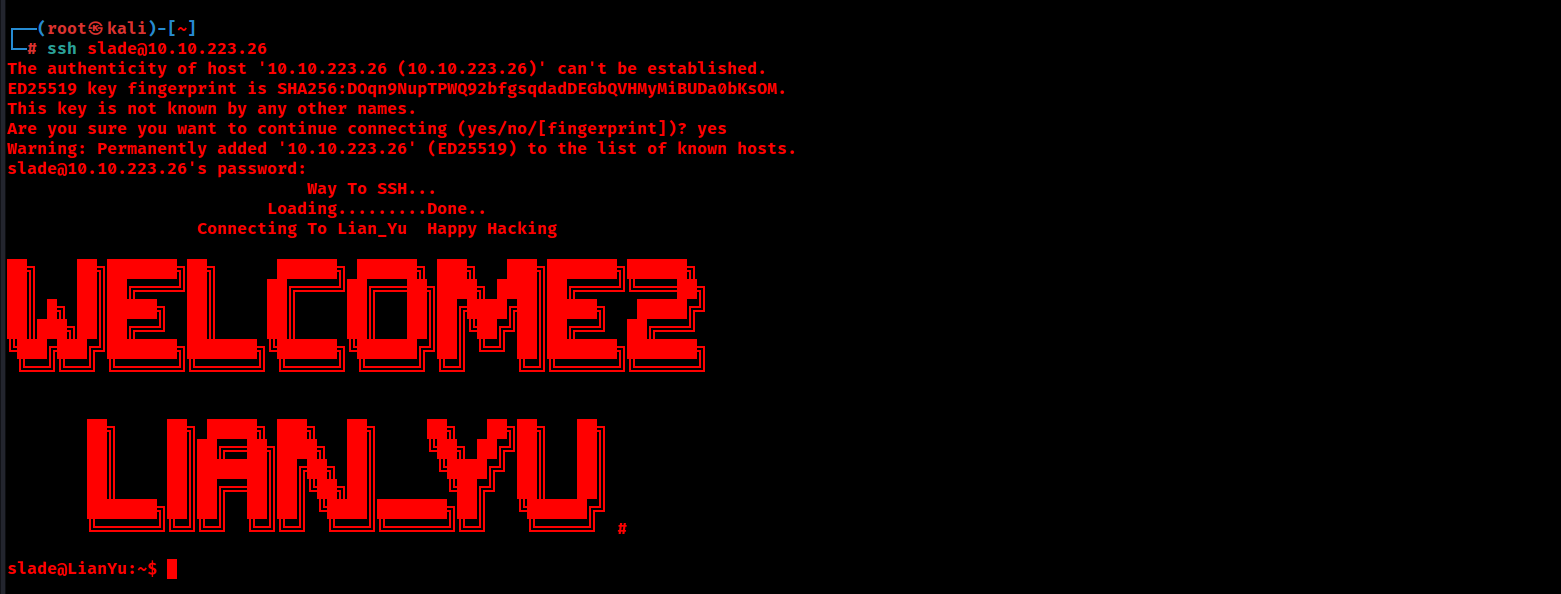 ┌──(root㉿kali)-[~]
└─# ssh slade@10.10.223.26
The authenticity of host '10.10.223.26 (10.10.223.26)' can't be established.
ED25519 key fingerprint is SHA256:DOqn9NupTPWQ92bfgsqdadDEGbQVHMyMiBUDa0bKsOM.
This key is not known by any other names.
Are you sure you want to continue connecting (yes/no/[fingerprint])? yes
Warning: Permanently added '10.10.223.26' (ED25519) to the list of known hosts.
slade@10.10.223.26's password:
Way To SSH...
Loading.........Done..
Connecting To Lian_Yu  Happy Hacking
WELCOME2
LIAN_YU #
slade@LianYu:~$